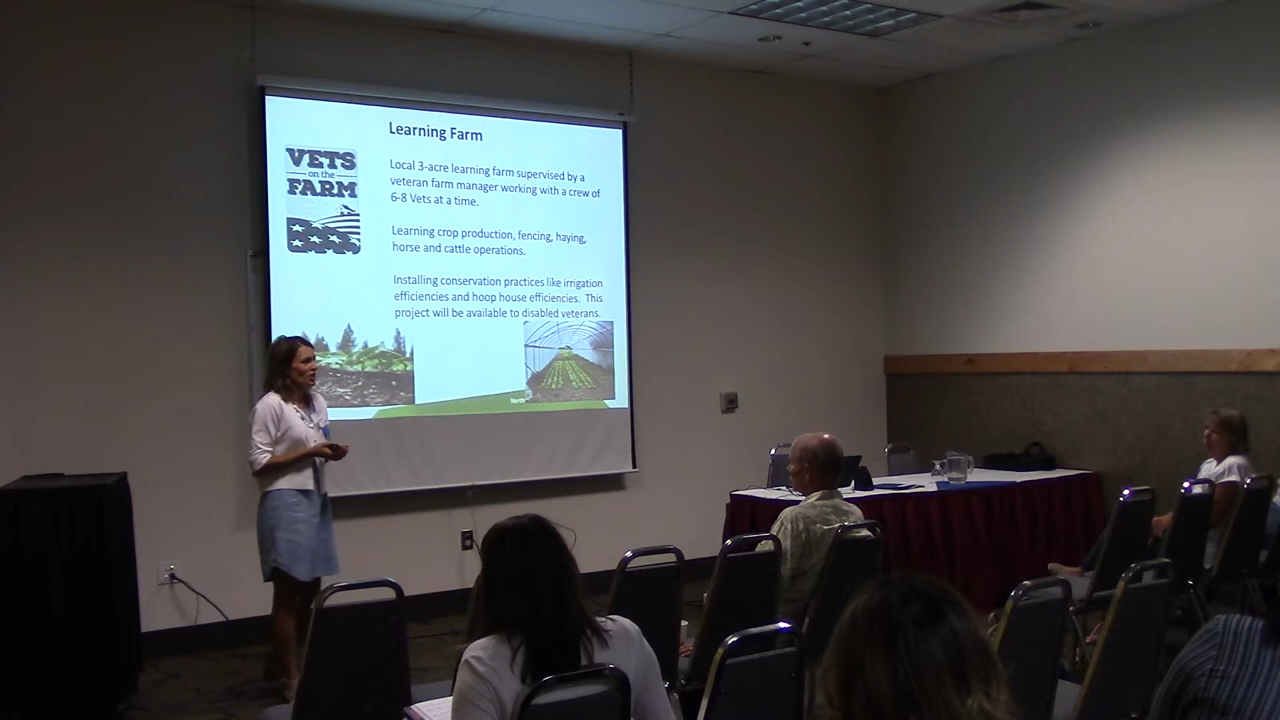 Learning Farm
VETS
on the
FARM
Local 3-acre learning farm supervised by a
veteran farm manager working with a crew of
6-8 Vets at a time.
Learning crop production, fencing, haying,
horse and cattle operations.
Installing conservation practices like irrigation
efficiencies and hoop house efficiencies. This
project will be available to disabled veterans.
North